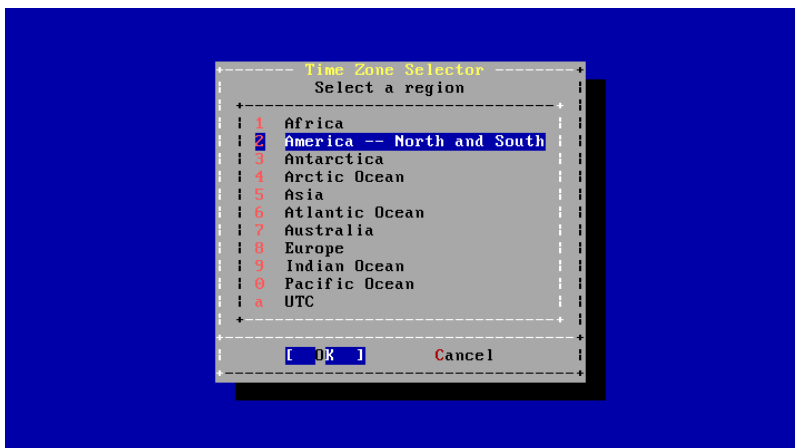 Time Zone Selector
Select a region
1 Africa
2 America -- North and South
3 Antarctica
4 Arctic Ocean
5 Asia
6 Atlantic Ocean
7 Australia
8 Europe
9 Indian Ocean
0 Pacific Ocean
a UTC
[ OK ] Cancel